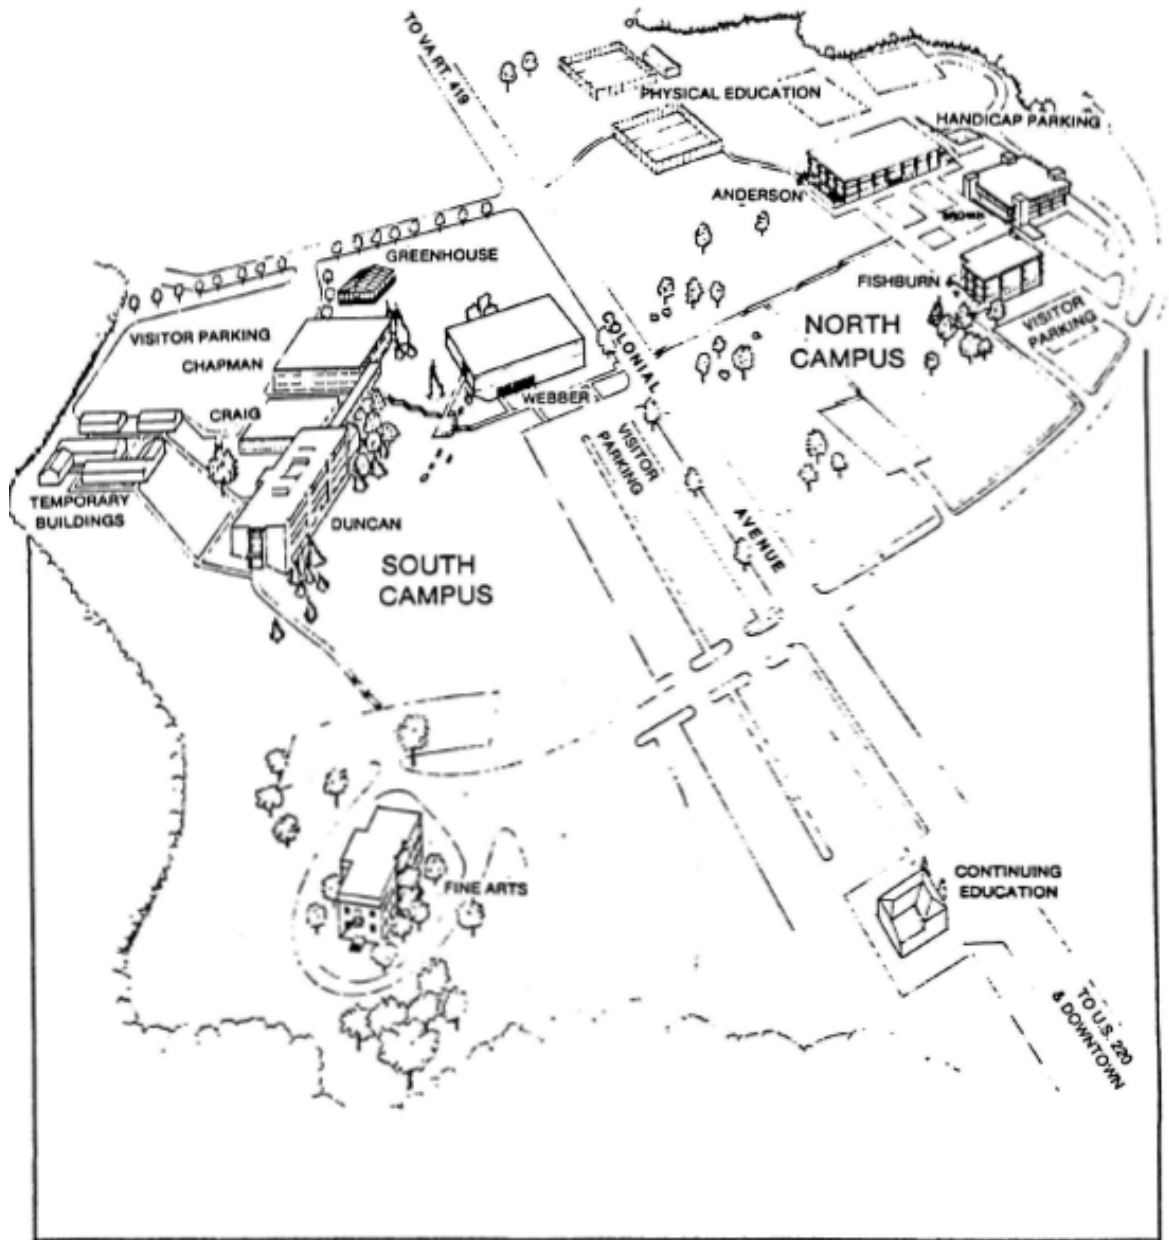 TO VA RT. 419
PHYSICAL EDUCATION
HANDICAP PARKING
ANDERSON
BROWN
GREENHOUSE
FISHBURN
VISITOR PARKING
CHAPMAN
COLONIAL
NORTH
CAMPUS
VISITOR
PARKING
WEBBER
CRAIG
VISITOR
PARKING
TEMPORARY
BUILDINGS
DUNCAN
AVENUE
SOUTH
CAMPUS
FINE ARTS
CONTINUING
EDUCATION
TO U.S. 220
& DOWNTOWN